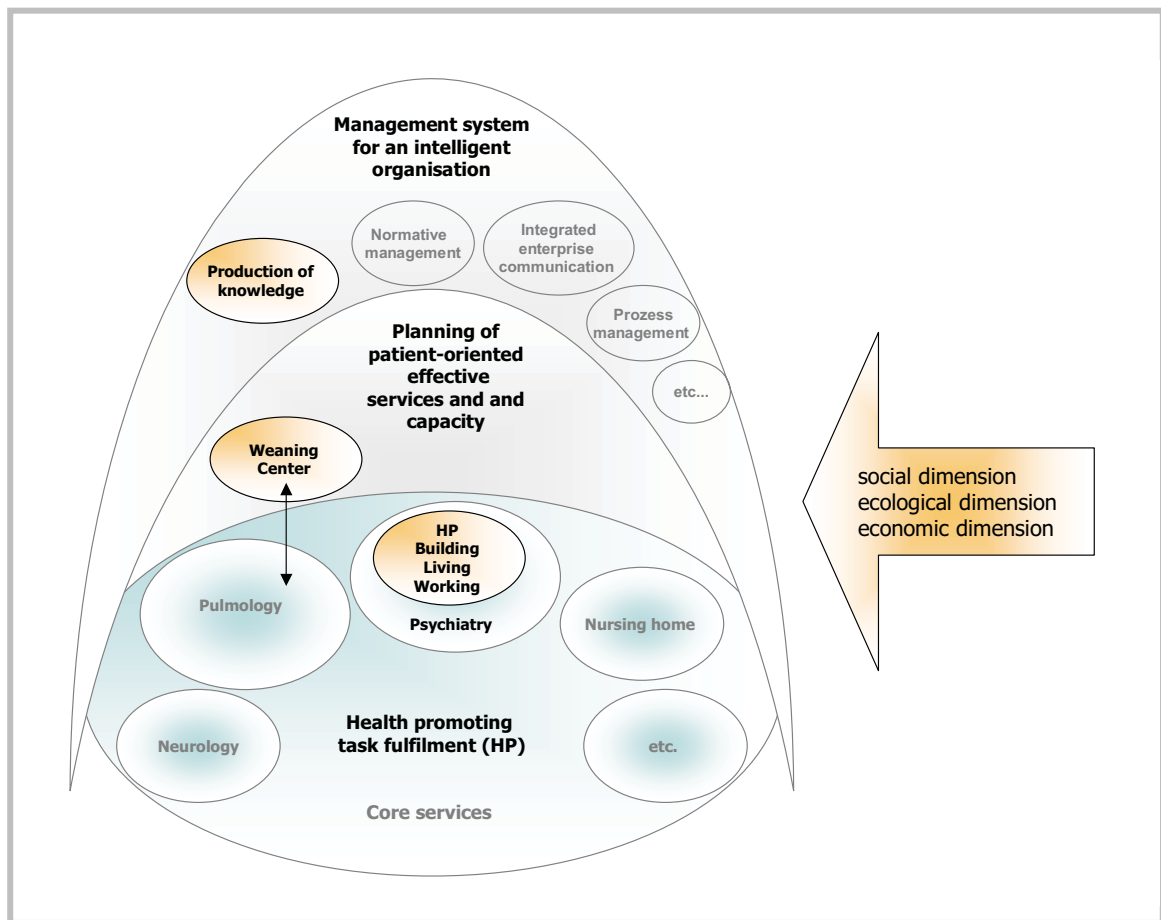 Management system
for an intelligent
organisation
Normative
management
Integrated
enterprise
communication
Production of
knowledge
Prozess
management
etc...
Planning of
patient-oriented
effective
services and and
capacity
Weaning
Center
social dimension
ecological dimension
economic dimension
HP
Building
Living
Working
Psychiatry
Pulmology
Nursing home
Neurology
Health promoting
task fulfilment (HP)
etc.
Core services